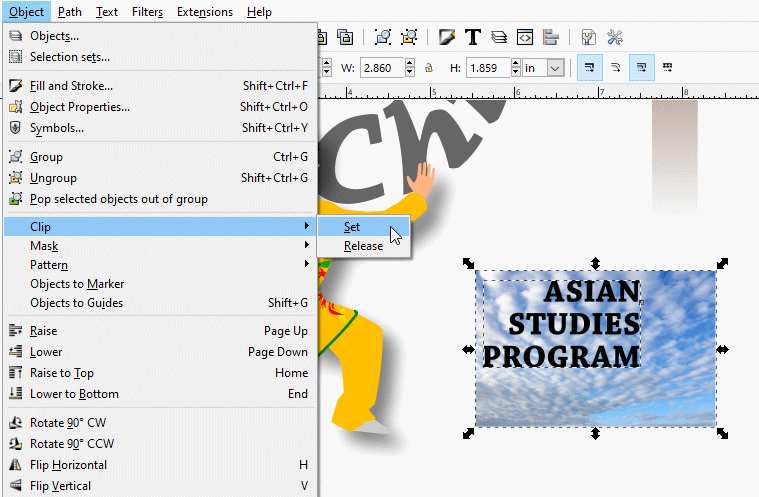 Object Path Text Filters Extensions Help
Objects...
Selection sets...
Fill and Stroke... Shift+Ctrl+F
Object Properties... Shift+Ctrl+O
Symbols... Shift+Ctrl+Y
Group Ctrl+G
Ungroup Shift+Ctrl+G
Pop selected objects out of group
Clip
Mask
Pattern
Objects to Marker
Objects to Guides Shift+G
Raise Page Up
Lower Page Down
Raise to Top Home
Lower to Bottom End
Rotate 90° CW
Rotate 90° CCW
Flip Horizontal H
Flip Vertical V
Set
Release
W: 2.860 H: 1.859 in
4 5 6 7 8
Chi
ASIAN
STUDIES
PROGRAM